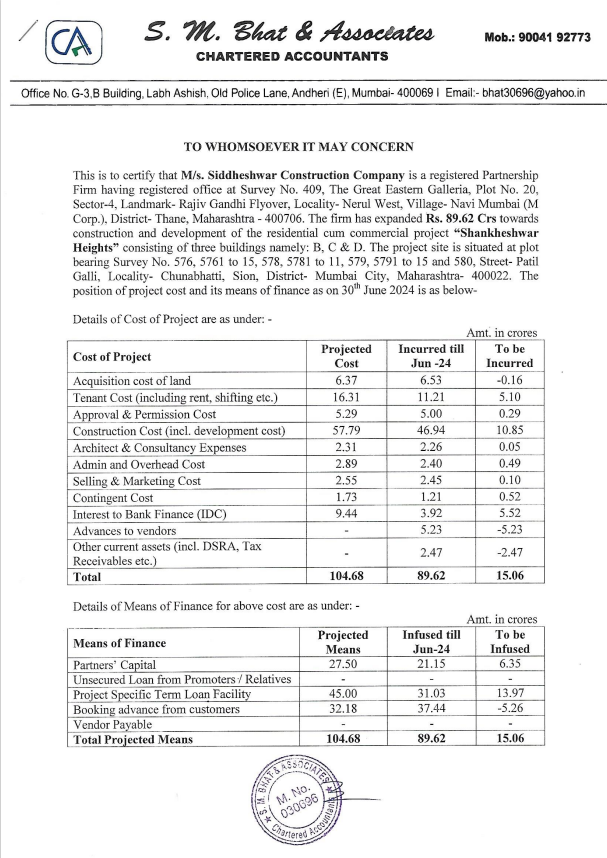 CA
S. M. Bhat & Associates
CHARTERED ACCOUNTANTS
Mob.: 90041 92773
Office No. G-3,B Building, Labh Ashish, Old Police Lane, Andheri (E), Mumbai- 400069 I Email:- bhat30696@yahoo.in
TO WHOMSOEVER IT MAY CONCERN
This is to certify that M/s. Siddheshwar Construction Company is a registered Partnership
Firm having registered office at Survey No. 409, The Great Eastern Galleria, Plot No. 20,
Sector-4, Landmark- Rajiv Gandhi Flyover, Locality- Nerul West, Village- Navi Mumbai (M
Corp.), District- Thane, Maharashtra - 400706. The firm has expanded Rs. 89.62 Crs towards
construction and development of the residential cum commercial project “Shankheshwar
Heights” consisting of three buildings namely: B, C & D. The project site is situated at plot
bearing Survey No. 576, 5761 to 15, 578, 5781 to 11, 579, 5791 to 15 and 580, Street- Patil
Galli, Locality- Chunabhatti, Sion, District- Mumbai City, Maharashtra- 400022. The
position of project cost and its means of finance as on 30th June 2024 is as below-
Details of Cost of Project are as under: -
Amt. in crores
Cost of Project Projected Cost Incurred till Jun -24 To be Incurred
Acquisition cost of land 6.37 6.53 -0.16
Tenant Cost (including rent, shifting etc.) 16.31 11.21 5.10
Approval & Permission Cost 5.29 5.00 0.29
Construction Cost (incl. development cost) 57.79 46.94 10.85
Architect & Consultancy Expenses 2.31 2.26 0.05
Admin and Overhead Cost 2.89 2.40 0.49
Selling & Marketing Cost 2.55 2.45 0.10
Contingent Cost 1.73 1.21 0.52
Interest to Bank Finance (IDC) 9.44 3.92 5.52
Advances to vendors - 5.23 -5.23
Other current assets (incl. DSRA, Tax Receivables etc.) - 2.47 -2.47
Total 104.68 89.62 15.06
Details of Means of Finance for above cost are as under: -
Amt. in crores
Means of Finance Projected Means Infused till Jun-24 To be Infused
Partners' Capital 27.50 21.15 6.35
Unsecured Loan from Promoters / Relatives - - -
Project Specific Term Loan Facility 45.00 31.03 13.97
Booking advance from customers 32.18 37.44 -5.26
Vendor Payable - - -
Total Projected Means 104.68 89.62 15.06
S. M. BHAT & ASSOCIATES
M. No.
030696
Chartered Accountants